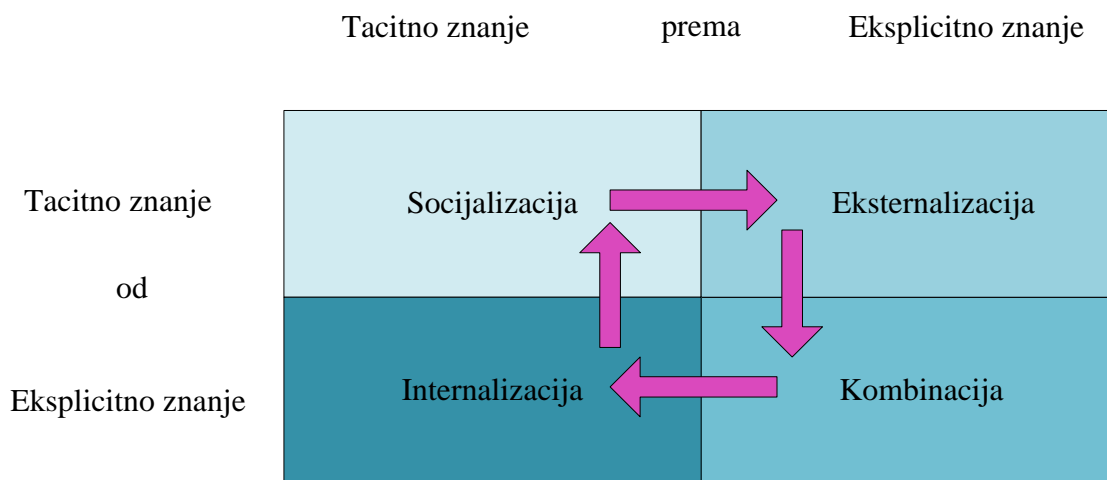 Tacitno znanje prema Eksplicitno znanje
Tacitno znanje Socijalizacija Eksternalizacija
od
Eksplicitno znanje Internalizacija Kombinacija